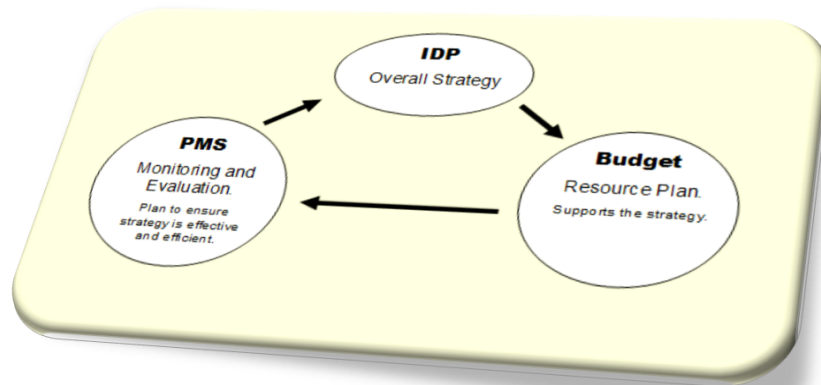 IDP
Overall Strategy
PMS
Monitoring and
Evaluation.
Plan to ensure
strategy is effective
and efficient.
Budget
Resource Plan.
Supports the strategy.